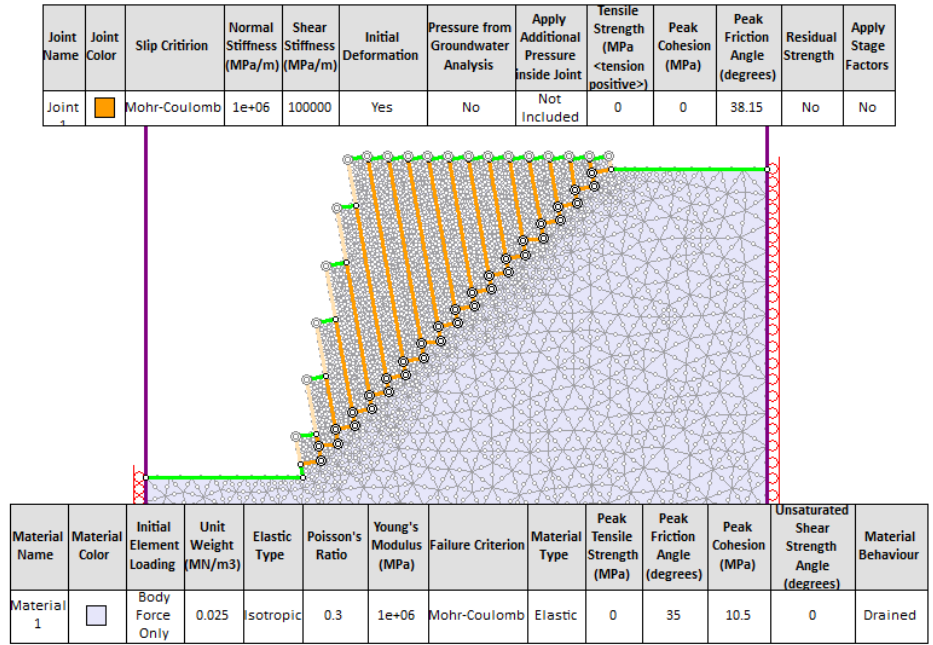 Joint Name
Joint Color
Slip Critirion
Normal Stiffness (MPa/m)
Shear Stiffness (MPa/m)
Initial Deformation
Pressure from Groundwater Analysis
Apply Additional Pressure inside Joint
Tensile Strength (MPa <tension positive>)
Peak Cohesion (MPa)
Peak Friction Angle (degrees)
Residual Strength
Apply Stage Factors
Joint 1
Mohr-Coulomb
1e+06
100000
Yes
No
Not Included
0
0
38.15
No
No
Material Name
Material Color
Initial Element Loading
Unit Weight (MN/m3)
Elastic Type
Poisson's Ratio
Young's Modulus (MPa)
Failure Criterion
Material Type
Peak Tensile Strength (MPa)
Peak Friction Angle (degrees)
Peak Cohesion (MPa)
Unsaturated Shear Strength Angle (degrees)
Material Behaviour
Material 1
Body Force Only
0.025
Isotropic
0.3
1e+06
Mohr-Coulomb
Elastic
0
35
10.5
0
Drained